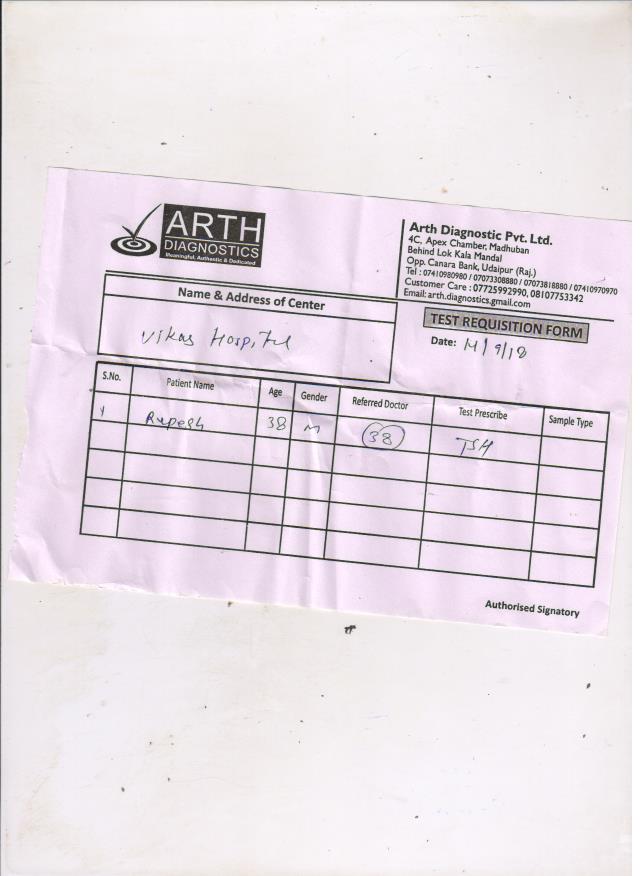 ARTH
DIAGNOSTICS
Meaningful, Authentic & Dedicated
Arth Diagnostic Pvt. Ltd.
4C, Apex Chamber, Madhuban
Behind Lok Kala Mandal
Opp. Canara Bank, Udaipur (Raj.)
Tel : 07410980980 / 07073308880 / 07073818880 / 07410970970
Customer Care : 07725992990, 08107753342
Email: arth.diagnostics.gmail.com
Name & Address of Center
Vikas Hospital
TEST REQUISITION FORM
Date: 14/9/18
S.No. Patient Name Age Gender Referred Doctor Test Prescribe Sample Type
1 Rupesh 38 M 38 TSH
Authorised Signatory